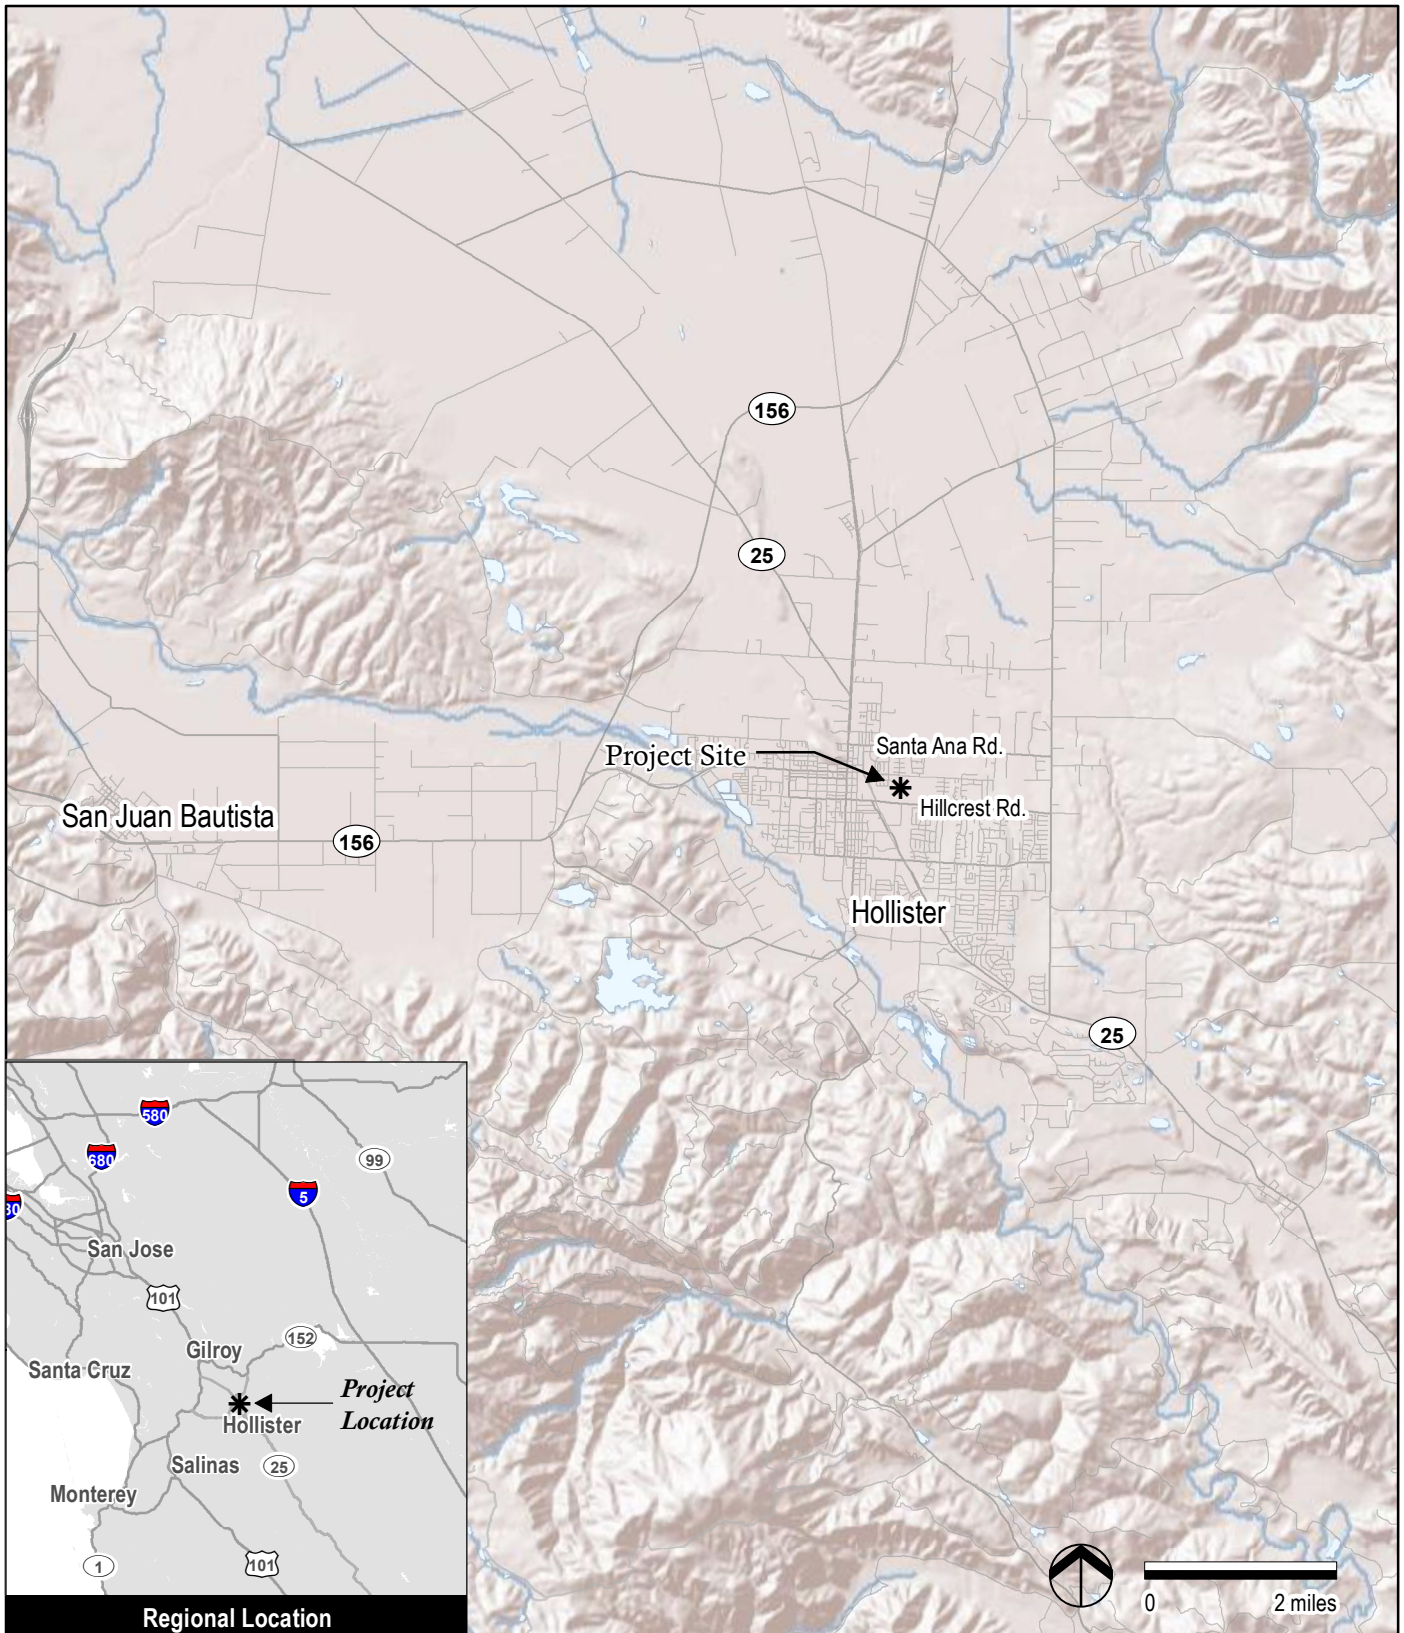 156
25
Santa Ana Rd.
Project Site
Hillcrest Rd.
San Juan Bautista
156
Hollister
25
580
680
99
5
San Jose
101
152
Gilroy
Santa Cruz
Project
Location
Hollister
Salinas
25
Monterey
1
101
Regional Location
0
2 miles